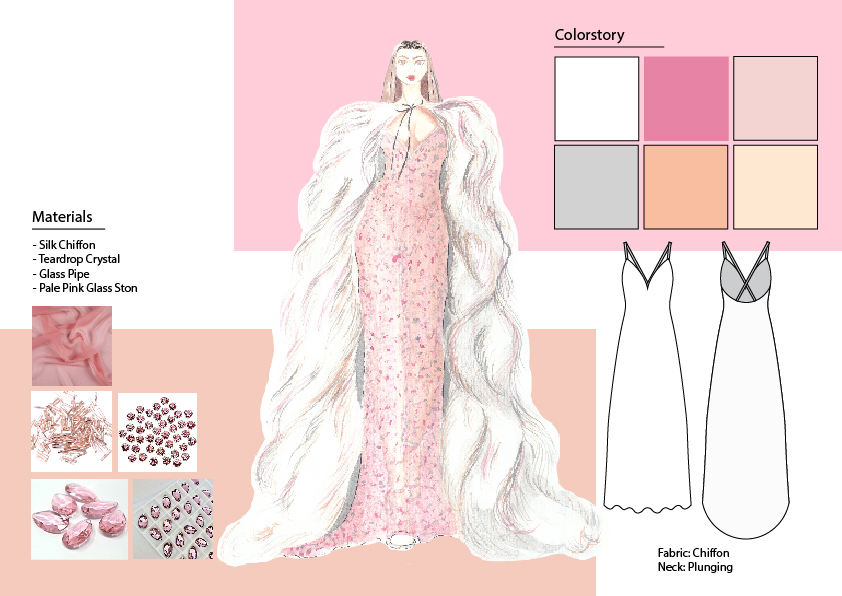 Colorstory
Materials
- Silk Chiffon
- Teardrop Crystal
- Glass Pipe
- Pale Pink Glass Ston
Fabric: Chiffon
Neck: Plunging